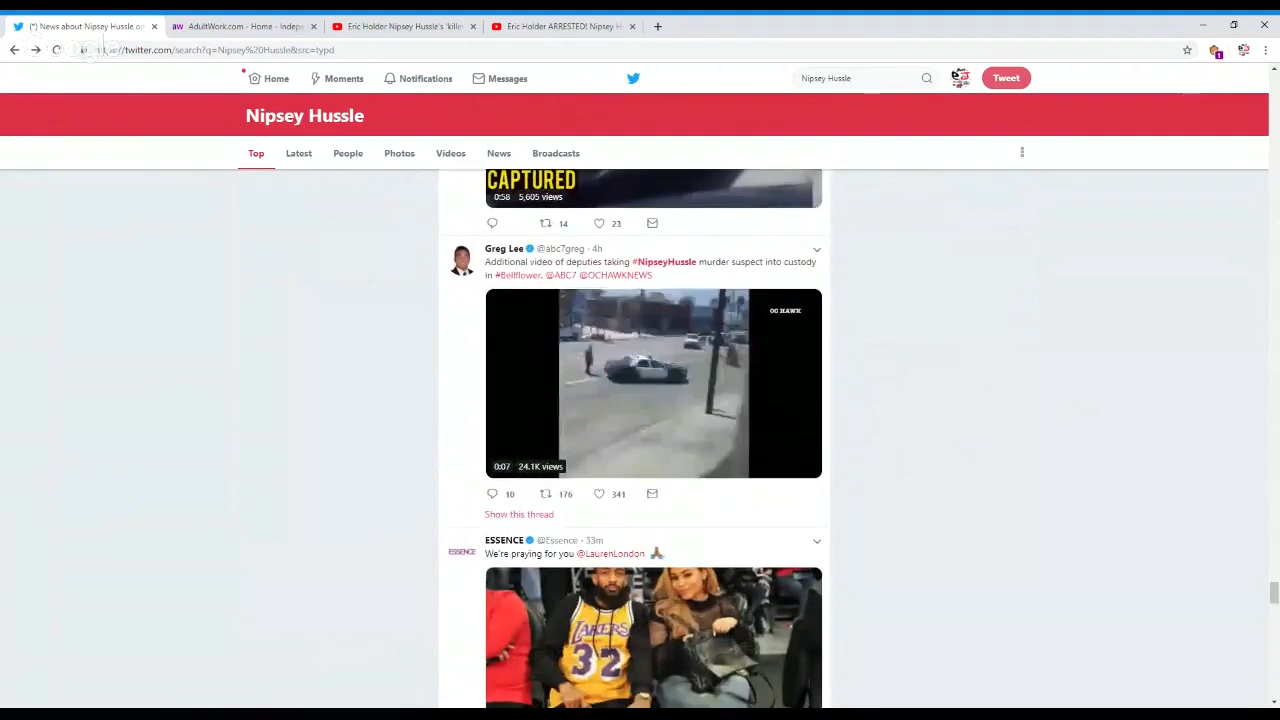 (*) News about Nipsey Hussle on
AdultWork.com - Home - Indepe
Eric Holder Nipsey Hussle's 'kille
Eric Holder ARRESTED! Nipsey H
twitter.com/search?q=Nipsey%20Hussle&src=typd
1
Home
Moments
Notifications
Messages
Nipsey Hussle
Tweet
Nipsey Hussle
Top
Latest
People
Photos
Videos
News
Broadcasts
CAPTURED
0:58 5,605 views
14 23
Greg Lee @abc7greg · 4h
Additional video of deputies taking #NipseyHussle murder suspect into custody
in #Bellflower. @ABC7 @OCHAWKNEWS
OC HAWK
0:07 24.1K views
10 176 341
Show this thread
ESSENCE @Essence · 33m
ESSENCE
We're praying for you @LaurenLondon
LAKERS
32